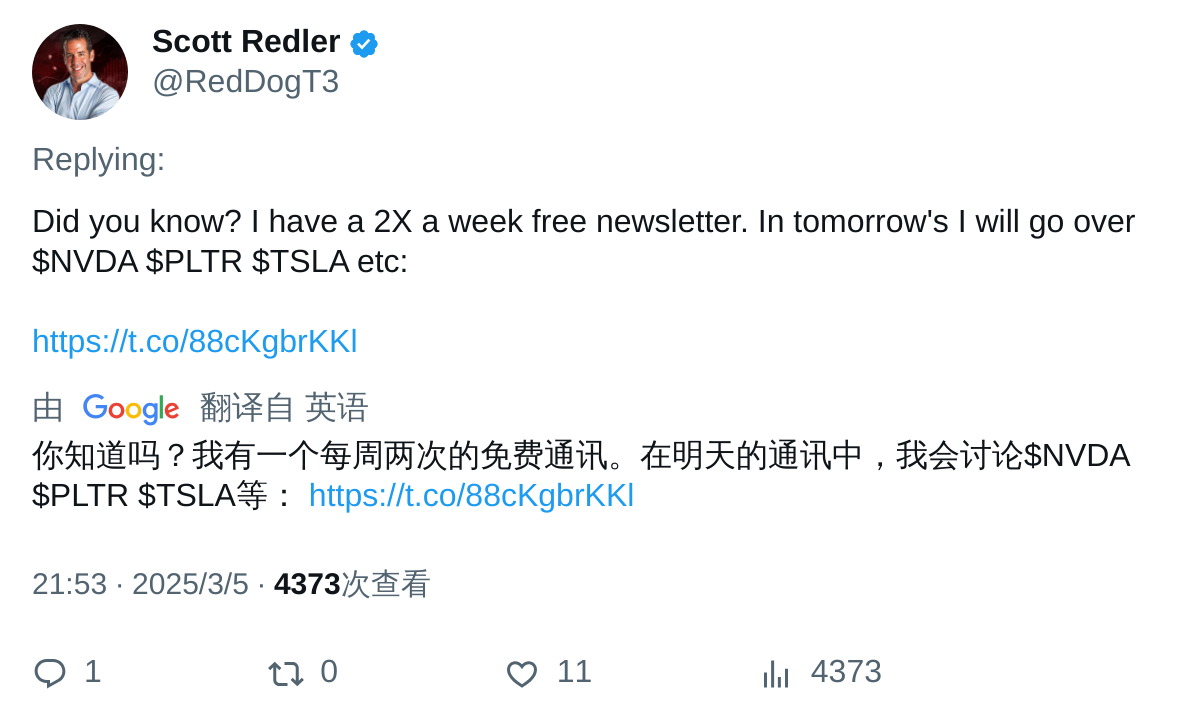 Scott Redler
@RedDogT3
Replying:
Did you know? I have a 2X a week free newsletter. In tomorrow's I will go over
$NVDA $PLTR $TSLA etc:
https://t.co/88cKgbrKKl
由 Google 翻译自 英语
你知道吗？我有一个每周两次的免费通讯。在明天的通讯中，我会讨论$NVDA
$PLTR $TSLA等： https://t.co/88cKgbrKKl
21:53 · 2025/3/5 · 4373次查看
1 0 11 4373